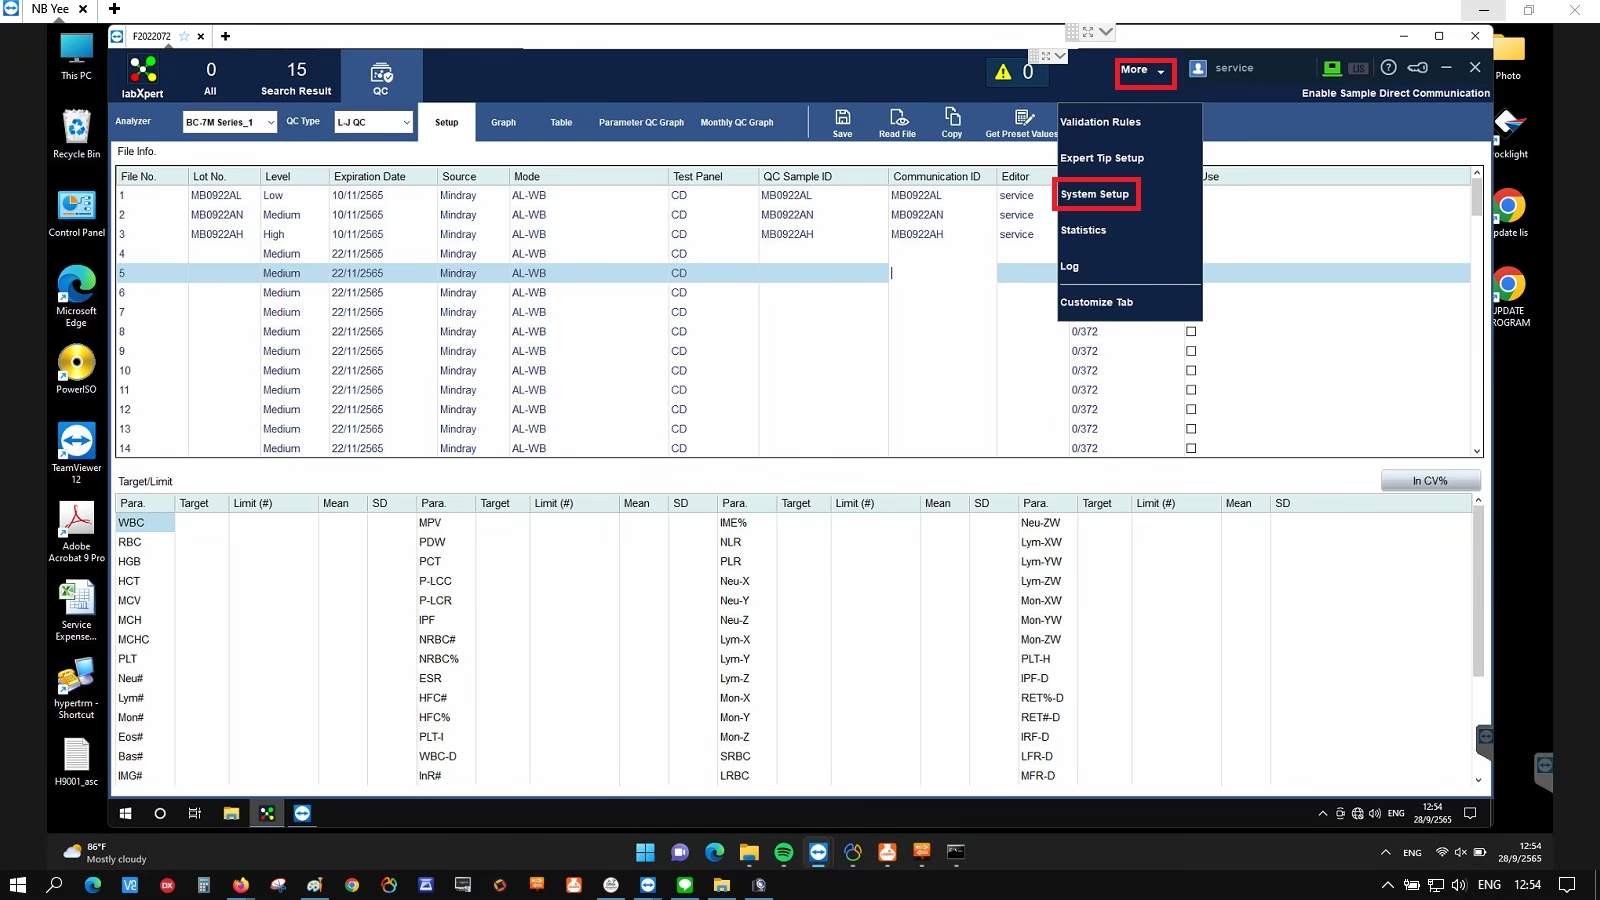 NB Yee
F2022072
labXpert
0
All
15
Search Result
QC
0
More
service
LIS
Enable Sample Direct Communication
Analyzer
BC-7M Series_1
QC Type
L-J QC
Setup
Graph
Table
Parameter QC Graph
Monthly QC Graph
Save
Read File
Copy
Get Preset Values
Validation Rules
Expert Tip Setup
System Setup
Statistics
Log
Customize Tab
File Info.
File No. Lot No. Level Expiration Date Source Mode Test Panel QC Sample ID Communication ID Editor Use
1 MB0922AL Low 10/11/2565 Mindray AL-WB CD MB0922AL MB0922AL service
2 MB0922AN Medium 10/11/2565 Mindray AL-WB CD MB0922AN MB0922AN service
3 MB0922AH High 10/11/2565 Mindray AL-WB CD MB0922AH MB0922AH service
4 Medium 22/11/2565 Mindray AL-WB CD
5 Medium 22/11/2565 Mindray AL-WB CD
6 Medium 22/11/2565 Mindray AL-WB CD
7 Medium 22/11/2565 Mindray AL-WB CD
8 Medium 22/11/2565 Mindray AL-WB CD 0/372
9 Medium 22/11/2565 Mindray AL-WB CD 0/372
10 Medium 22/11/2565 Mindray AL-WB CD 0/372
11 Medium 22/11/2565 Mindray AL-WB CD 0/372
12 Medium 22/11/2565 Mindray AL-WB CD 0/372
13 Medium 22/11/2565 Mindray AL-WB CD 0/372
14 Medium 22/11/2565 Mindray AL-WB CD 0/372
Target/Limit
In CV%
Para. Target Limit (#) Mean SD Para. Target Limit (#) Mean SD Para. Target Limit (#) Mean SD Para. Target Limit (#) Mean SD
WBC MPV IME% Neu-ZW
RBC PDW NLR Lym-XW
HGB PCT PLR Lym-YW
HCT P-LCC Neu-X Lym-ZW
MCV P-LCR Neu-Y Mon-XW
MCH IPF Neu-Z Mon-YW
MCHC NRBC# Lym-X Mon-ZW
PLT NRBC% Lym-Y PLT-H
Neu# ESR Lym-Z IPF-D
Lym# HFC# Mon-X RET%-D
Mon# HFC% Mon-Y RET#-D
Eos# PLT-I Mon-Z IRF-D
Bas# WBC-D SRBC LFR-D
IMG# InR# LRBC MFR-D
This PC
Recycle Bin
Control Panel
Microsoft
Edge
PowerISO
TeamViewer
12
Adobe
Acrobat 9 Pro
Service
Expense...
hypertrm -
Shortcut
H9001_asc
Photo
ocklight
pdate lis
UPDATE
ROGRAM
ENG
12:54
28/9/2565
86°F
Mostly cloudy
ENG
12:54
28/9/2565
ENG
12:54